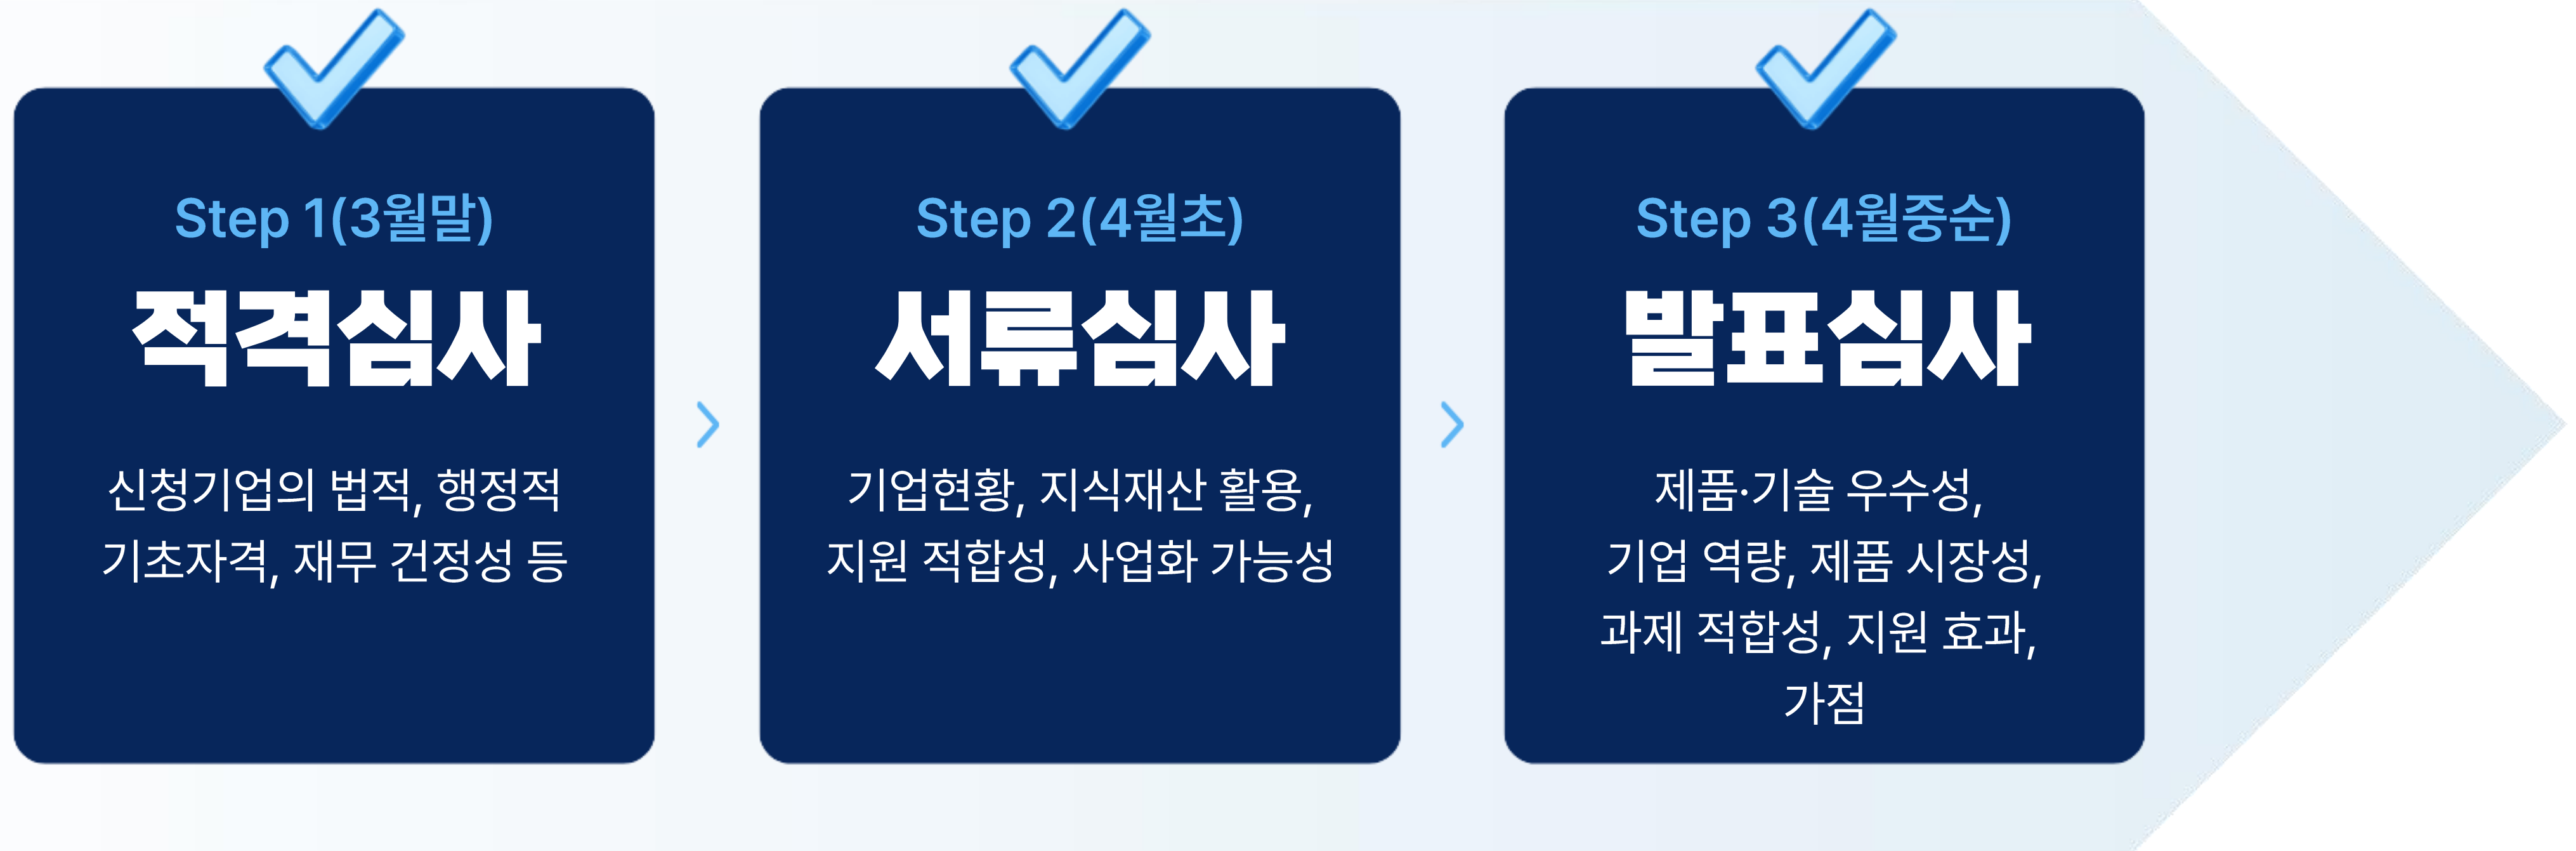 Step 1(3월말)
적격심사
신청기업의 법적, 행정적
기초자격, 재무 건정성 등
Step 2(4월초)
서류심사
기업현황, 지식재산 활용,
지원 적합성, 사업화 가능성
Step 3(4월중순)
발표심사
제품·기술 우수성,
기업 역량, 제품 시장성,
과제 적합성, 지원 효과,
가점